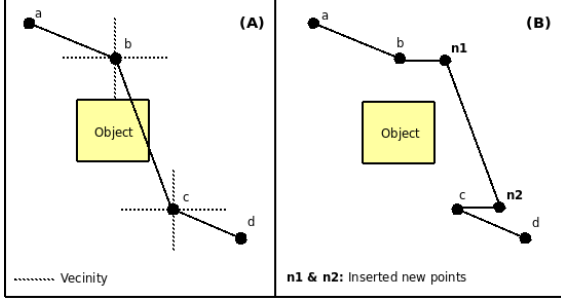 a
(A)
b
Object
c
d
Vecinity
a
(B)
b
n1
Object
c
n2
d
n1 & n2: Inserted new points